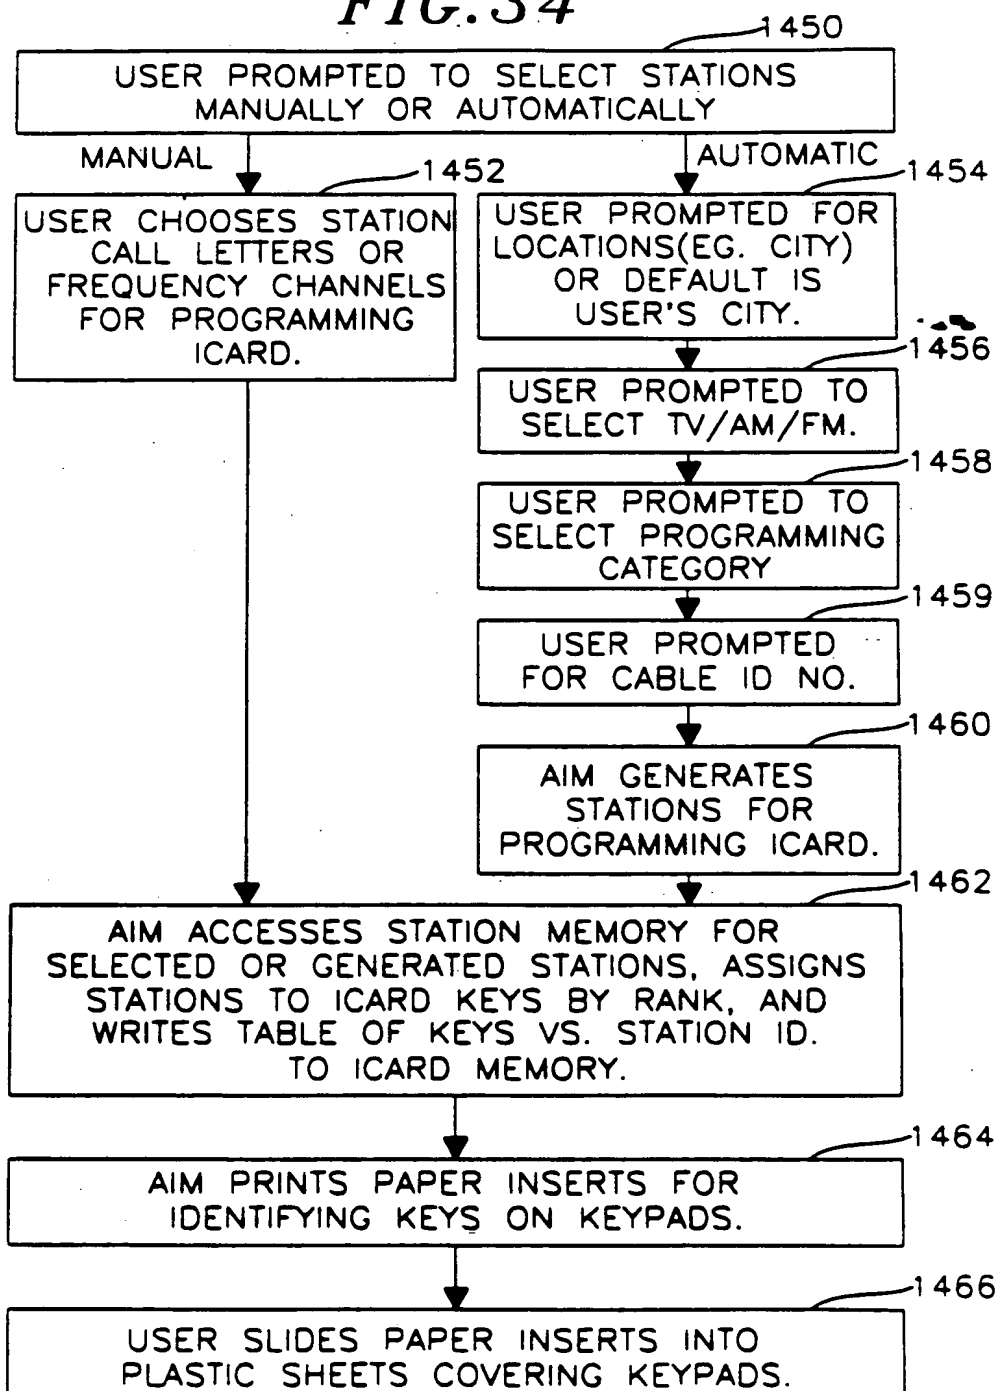 FIG.34
1450
USER PROMPTED TO SELECT STATIONS
MANUALLY OR AUTOMATICALLY
MANUAL
AUTOMATIC
1452
USER CHOOSES STATION
CALL LETTERS OR
FREQUENCY CHANNELS
FOR PROGRAMMING
ICARD.
1454
USER PROMPTED FOR
LOCATIONS(EG. CITY)
OR DEFAULT IS
USER'S CITY.
1456
USER PROMPTED TO
SELECT TV/AM/FM.
1458
USER PROMPTED TO
SELECT PROGRAMMING
CATEGORY
1459
USER PROMPTED
FOR CABLE ID NO.
1460
AIM GENERATES
STATIONS FOR
PROGRAMMING ICARD.
1462
AIM ACCESSES STATION MEMORY FOR
SELECTED OR GENERATED STATIONS, ASSIGNS
STATIONS TO ICARD KEYS BY RANK, AND
WRITES TABLE OF KEYS VS. STATION ID.
TO ICARD MEMORY.
1464
AIM PRINTS PAPER INSERTS FOR
IDENTIFYING KEYS ON KEYPADS.
1466
USER SLIDES PAPER INSERTS INTO
PLASTIC SHEETS COVERING KEYPADS.